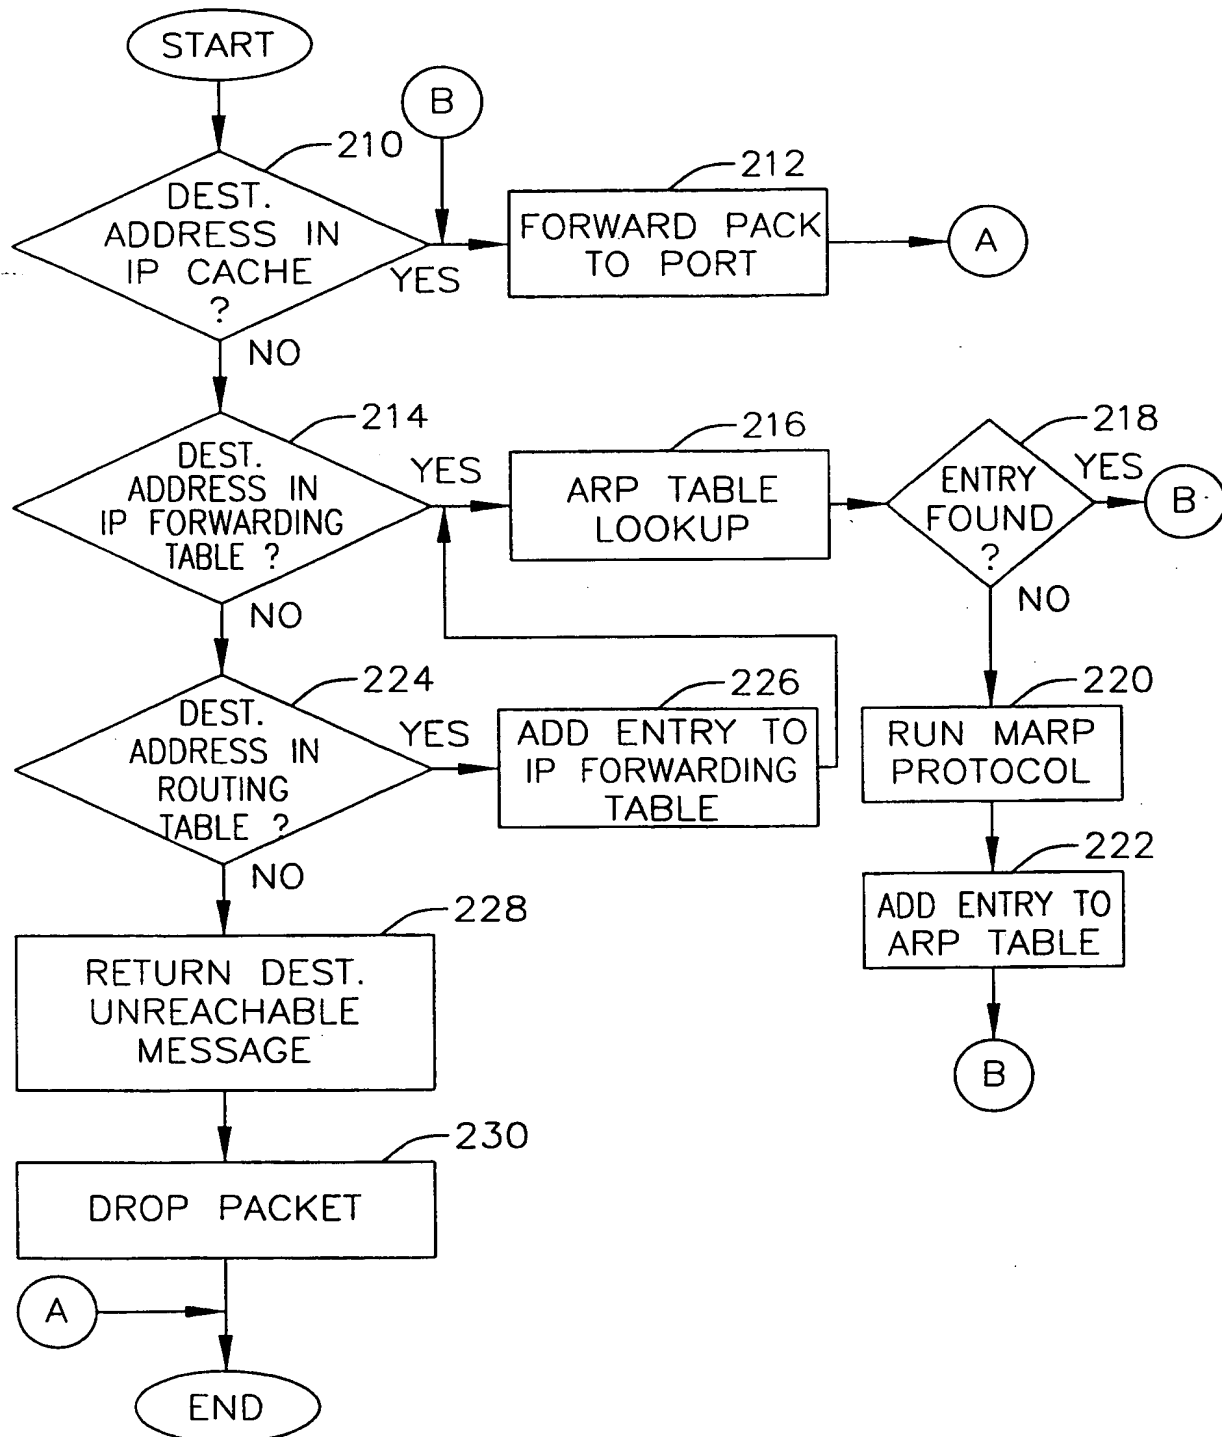 START
B
210
DEST.
ADDRESS IN
IP CACHE
?
YES
NO
212
FORWARD PACK
TO PORT
A
214
DEST.
ADDRESS IN
IP FORWARDING
TABLE ?
YES
NO
216
ARP TABLE
LOOKUP
218
ENTRY
FOUND
?
YES
B
NO
224
DEST.
ADDRESS IN
ROUTING
TABLE ?
YES
NO
226
ADD ENTRY TO
IP FORWARDING
TABLE
220
RUN MARP
PROTOCOL
222
ADD ENTRY TO
ARP TABLE
B
228
RETURN DEST.
UNREACHABLE
MESSAGE
230
DROP PACKET
A
END